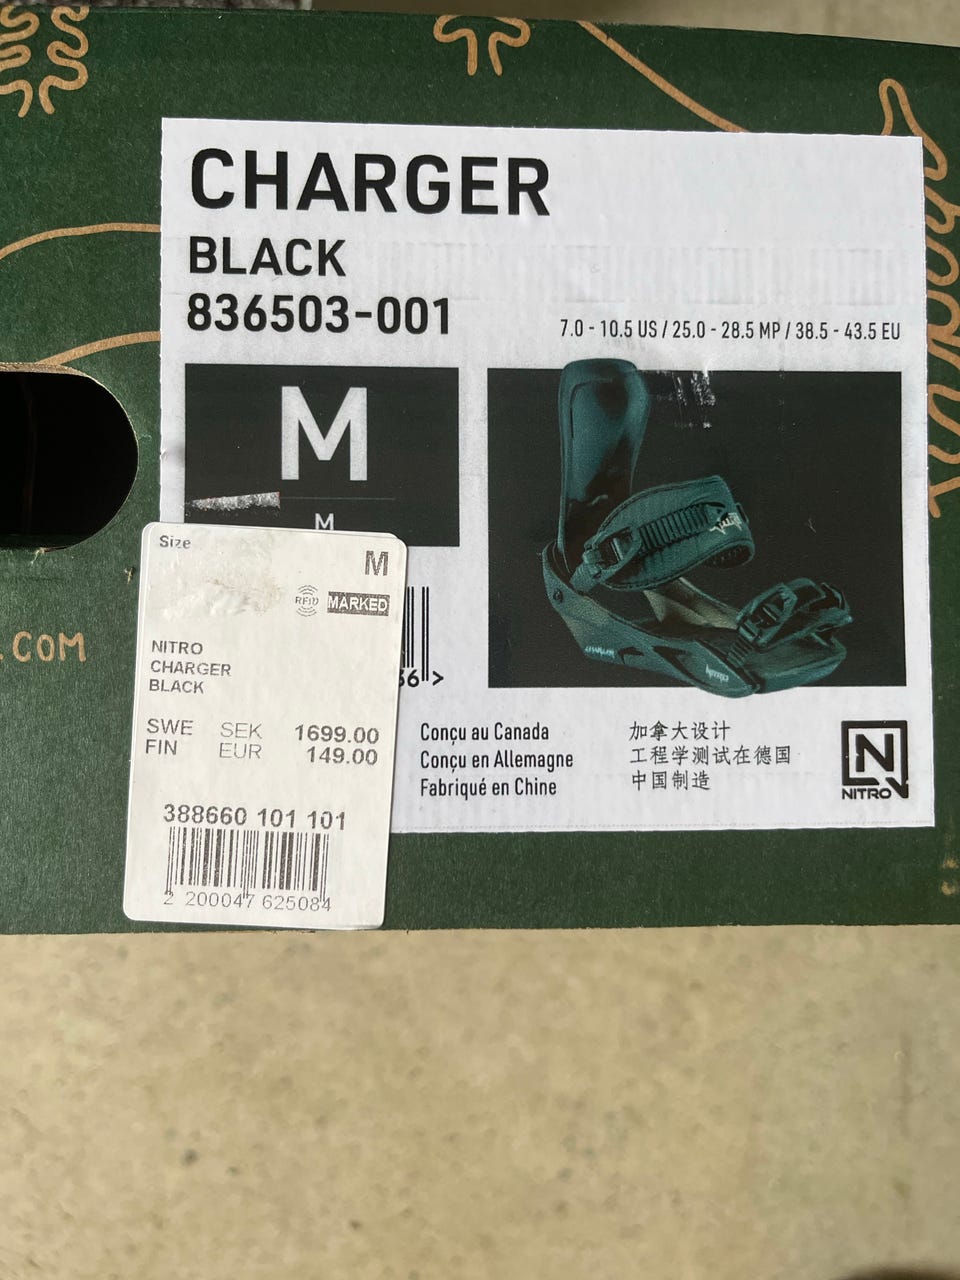 CHARGER
BLACK
836503-001
7.0 - 10.5 US / 25.0 - 28.5 MP / 38.5 - 43.5 EU
M
M
Size
M
RFID MARKED
.COM
NITRO
CHARGER
BLACK
SWE SEK 1699.00
FIN EUR 149.00
388660 101 101
2 200047 625084
>
Conçu au Canada
Conçu en Allemagne
Fabriqué en Chine
加拿大设计
工程学测试在德国
中国制造
N
NITRO